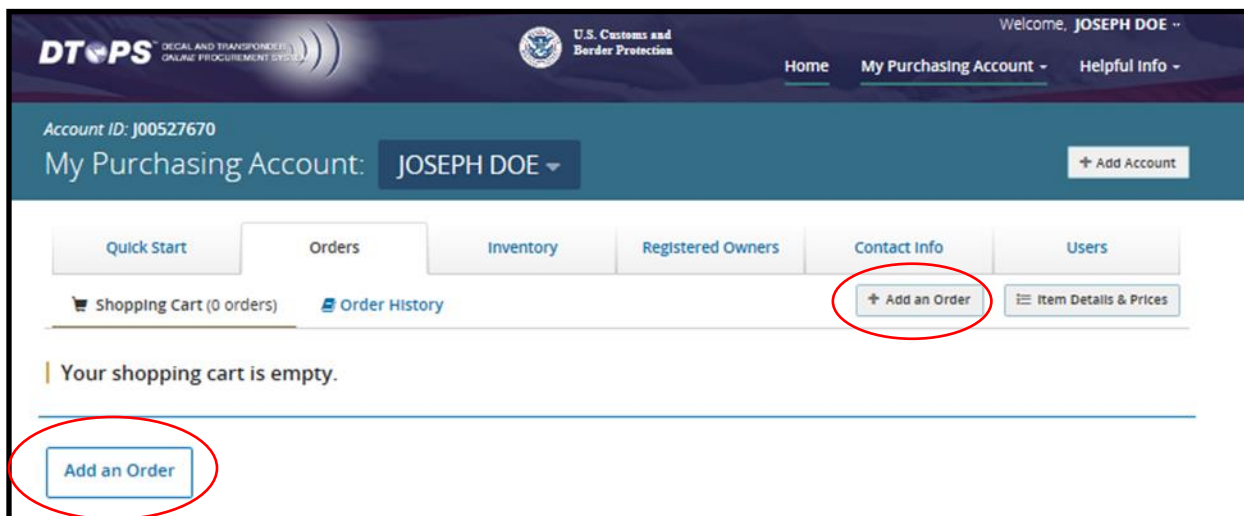 Welcome, JOSEPH DOE
DTOPS DECAL AND TRANSPONDER
ONLINE PROCUREMENT SYSTEM
U.S. Customs and
Border Protection
Home My Purchasing Account Helpful Info
Account ID: J00527670
My Purchasing Account: JOSEPH DOE
+ Add Account
Quick Start Orders Inventory Registered Owners Contact Info Users
Shopping Cart (0 orders) Order History + Add an Order Item Details & Prices
Your shopping cart is empty.
Add an Order